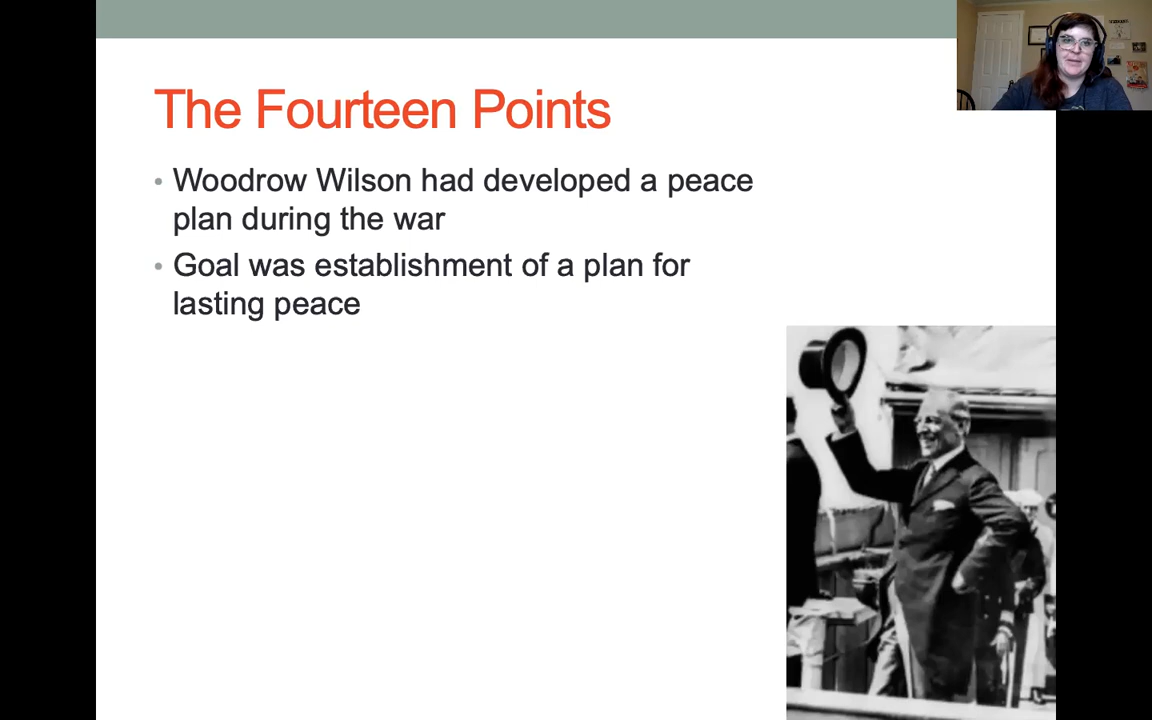 The Fourteen Points
• Woodrow Wilson had developed a peace
plan during the war
• Goal was establishment of a plan for
lasting peace